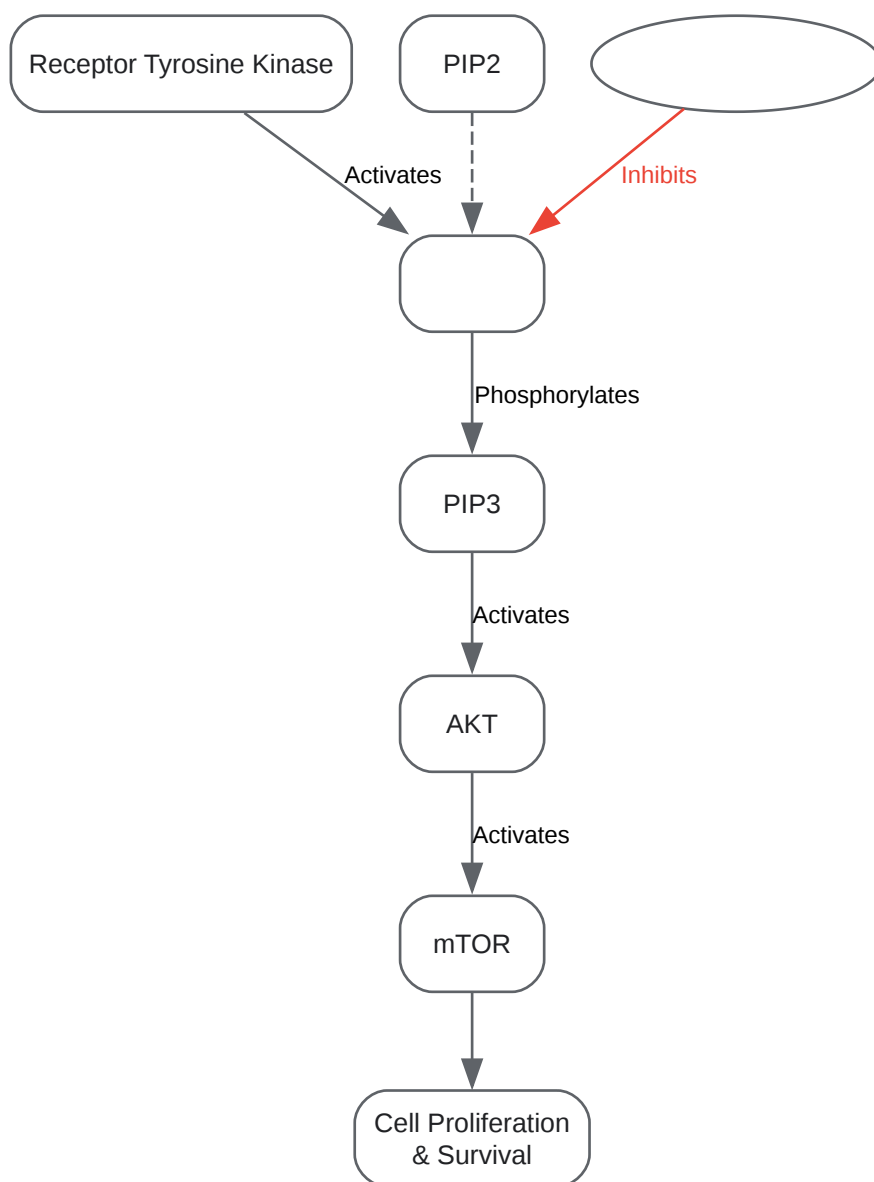 Receptor Tyrosine Kinase
PIP2
Activates
Inhibits
Phosphorylates
PIP3
Activates
AKT
Activates
mTOR
Cell Proliferation
& Survival